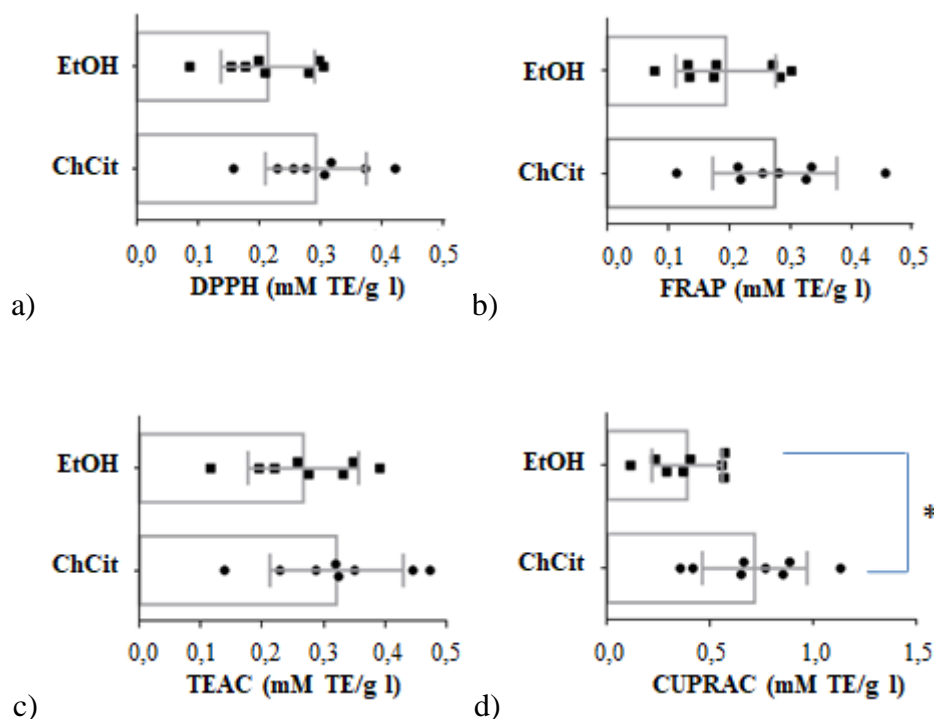 EtOH
ChCit
0,0 0,1 0,2 0,3 0,4 0,5
DPPH (mM TE/g l)
a)
EtOH
ChCit
0,0 0,1 0,2 0,3 0,4 0,5
FRAP (mM TE/g l)
b)
EtOH
ChCit
0,0 0,1 0,2 0,3 0,4 0,5
TEAC (mM TE/g l)
c)
EtOH
*
ChCit
0,0 0,5 1,0 1,5
CUPRAC (mM TE/g l)
d)